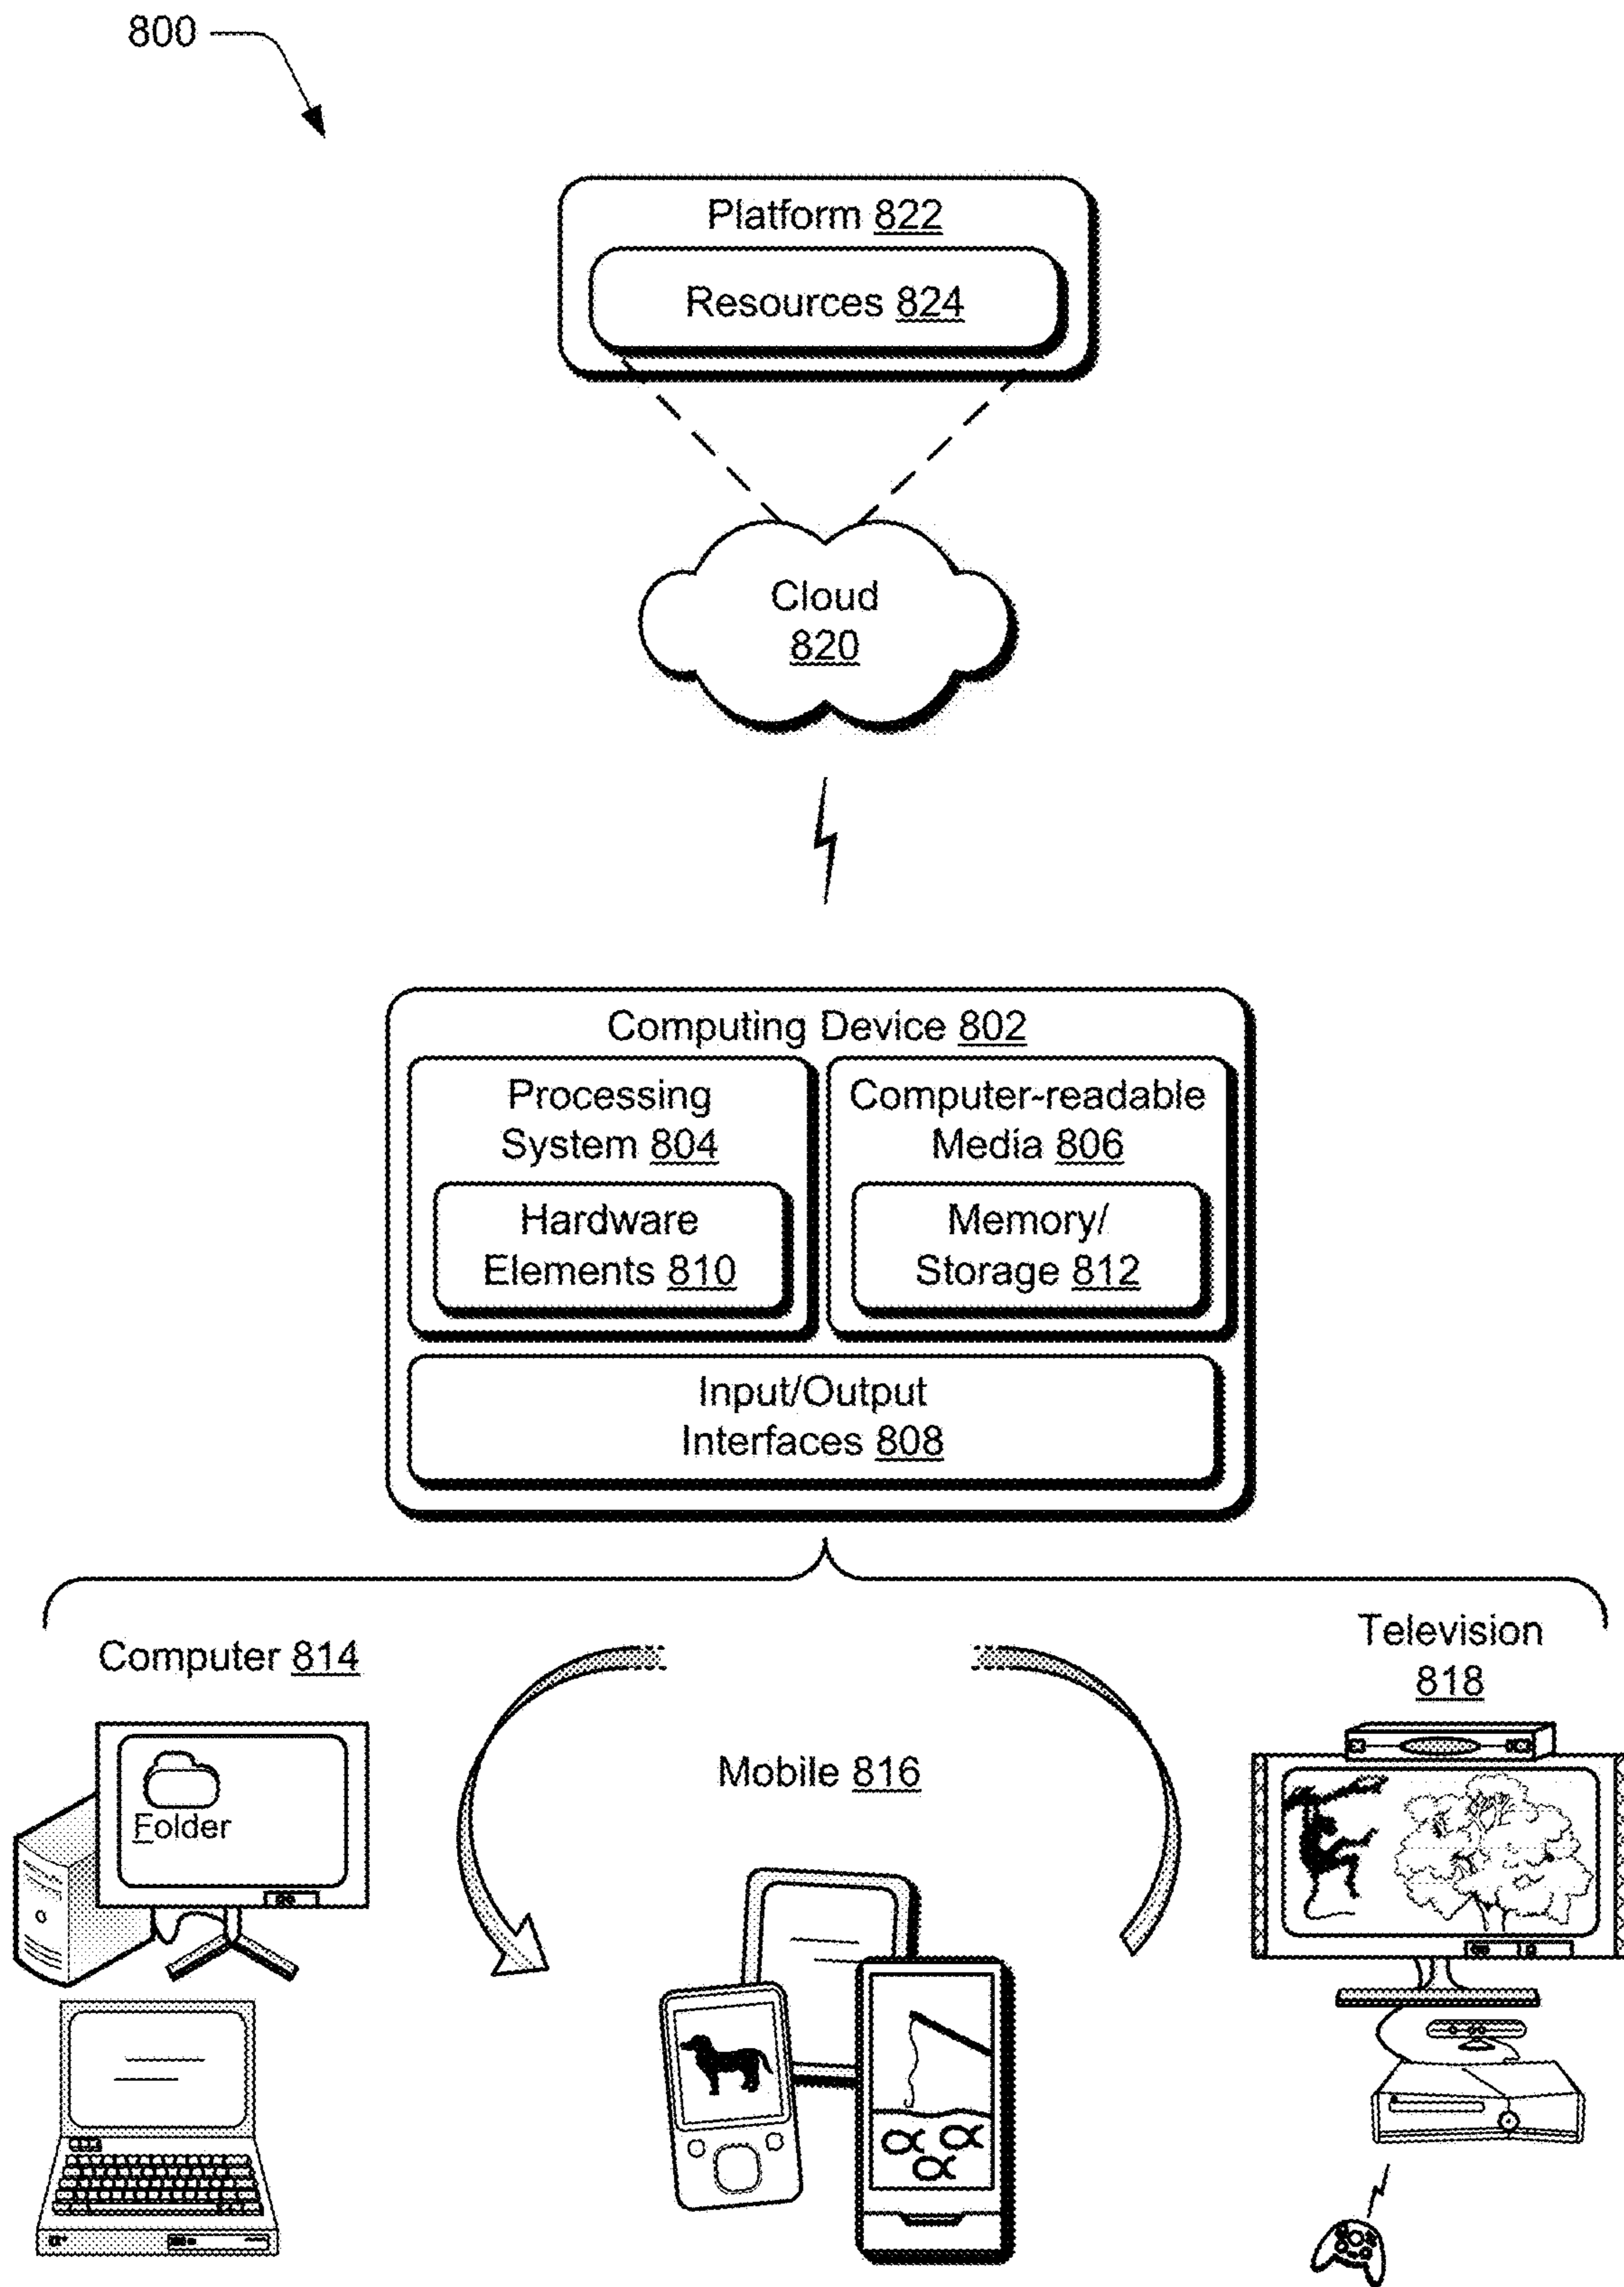 800
Platform 822
Resources 824
Cloud
820
Computing Device 802
Processing
System 804
Hardware
Elements 810
Computer-readable
Media 806
Memory/
Storage 812
Input/Output
Interfaces 808
Computer 814
Folder
Mobile 816
Television
818